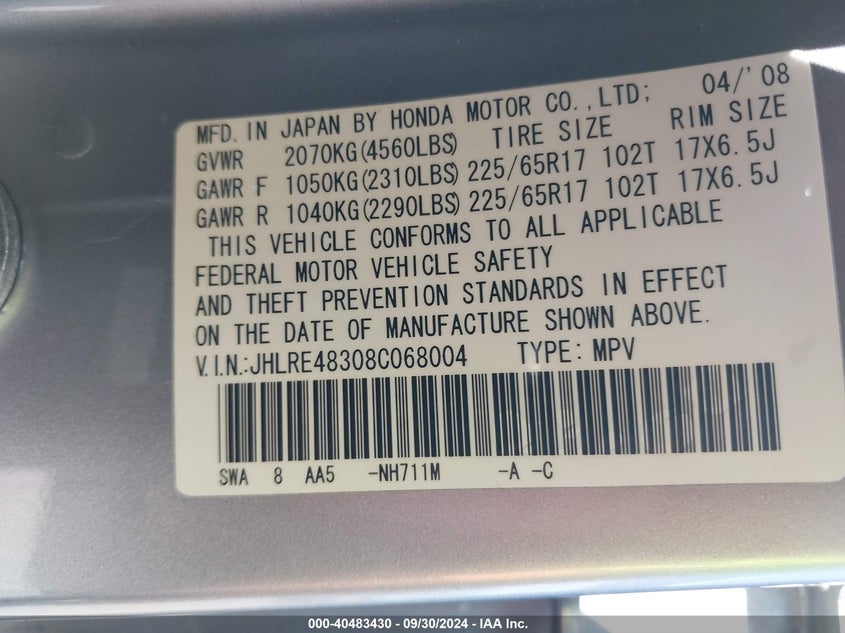 MFD. IN JAPAN BY HONDA MOTOR CO., LTD; 04/'08
GVWR 2070KG(4560LBS) TIRE SIZE RIM SIZE
GAWR F 1050KG(2310LBS) 225/65R17 102T 17X6.5J
GAWR R 1040KG(2290LBS) 225/65R17 102T 17X6.5J
THIS VEHICLE CONFORMS TO ALL APPLICABLE
FEDERAL MOTOR VEHICLE SAFETY
AND THEFT PREVENTION STANDARDS IN EFFECT
ON THE DATE OF MANUFACTURE SHOWN ABOVE.
V.I.N.:JHLRE48308C068004 TYPE: MPV
SWA 8 AA5 -NH711M -A -C
000-40483430 - 09/30/2024 - IAA Inc.